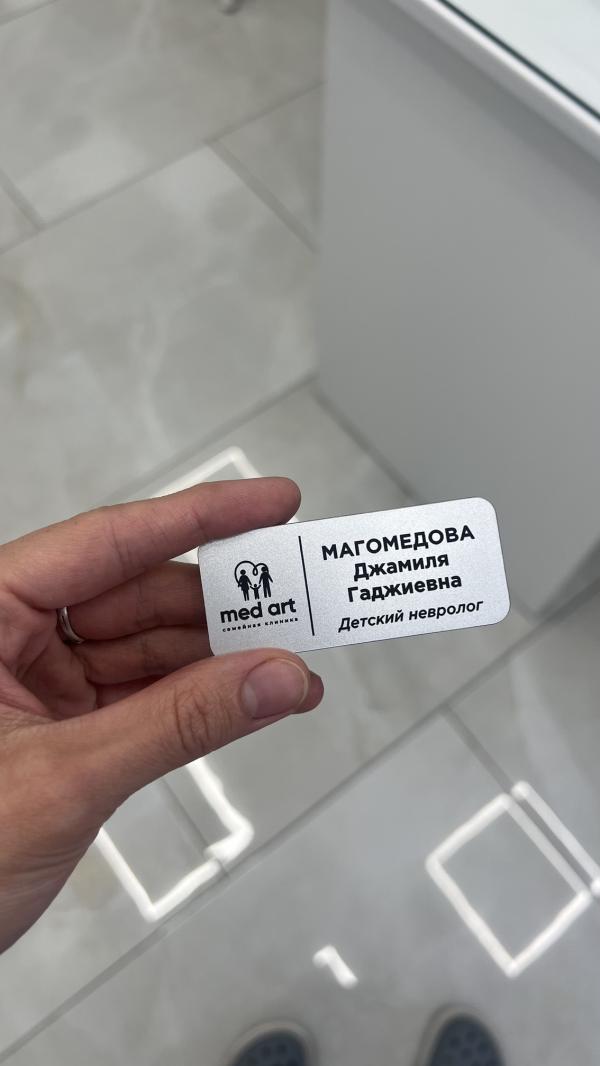 med art
семейная клиника
МАГОМЕДОВА
Джамиля
Гаджиевна
Детский невролог